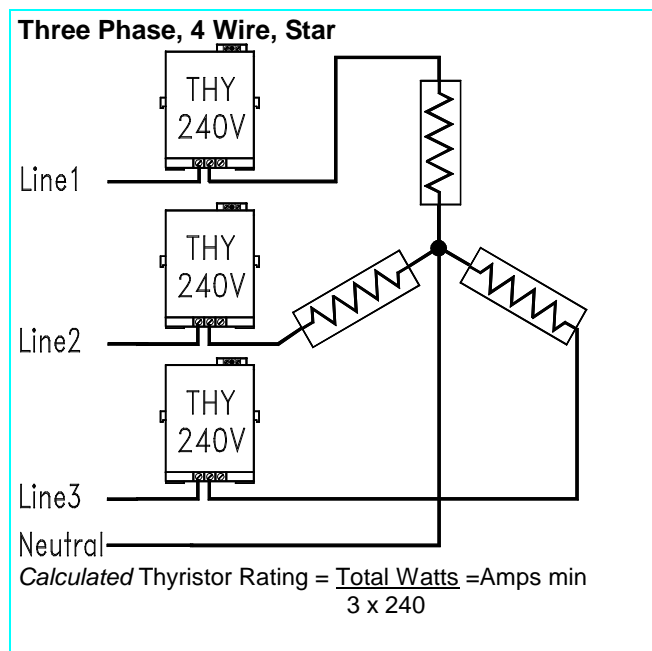 Three Phase, 4 Wire, Star
THY
240V
Line1
THY
240V
Line2
THY
240V
Line3
Neutral
Calculated Thyristor Rating = Total Watts =Amps min
3 x 240